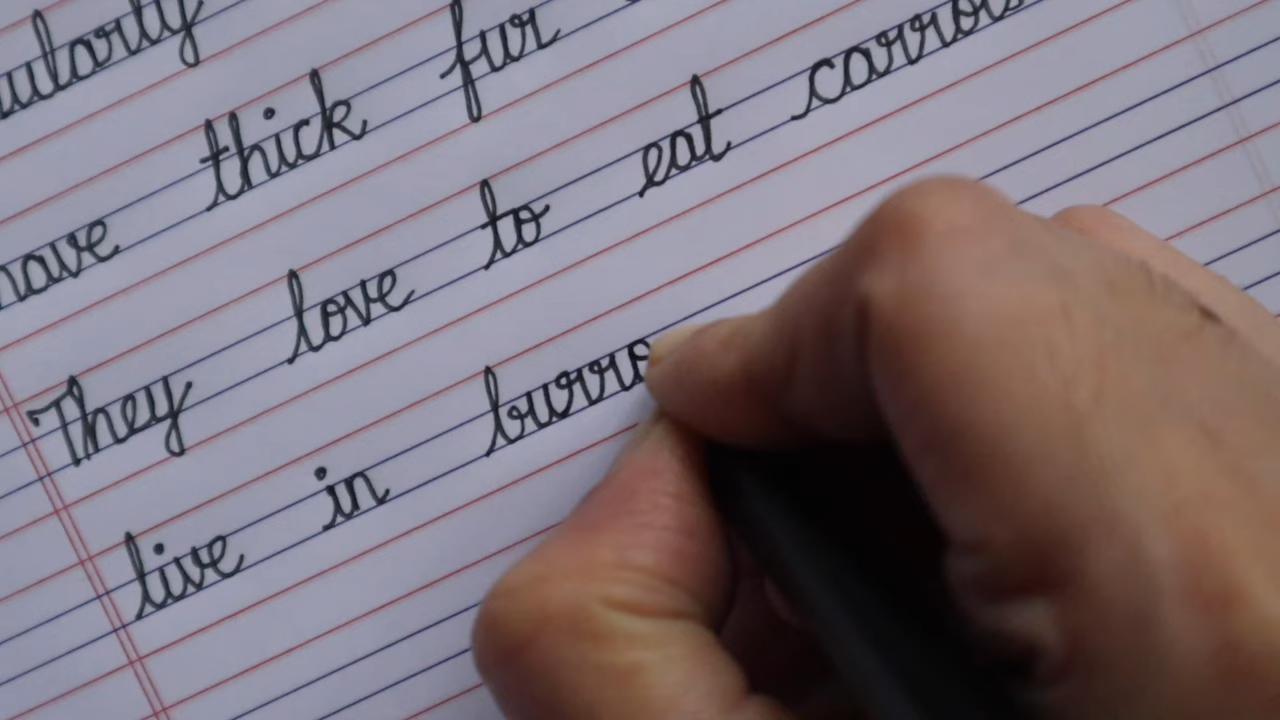 ularly
have thick fur
They love to eat carrots
live in burro